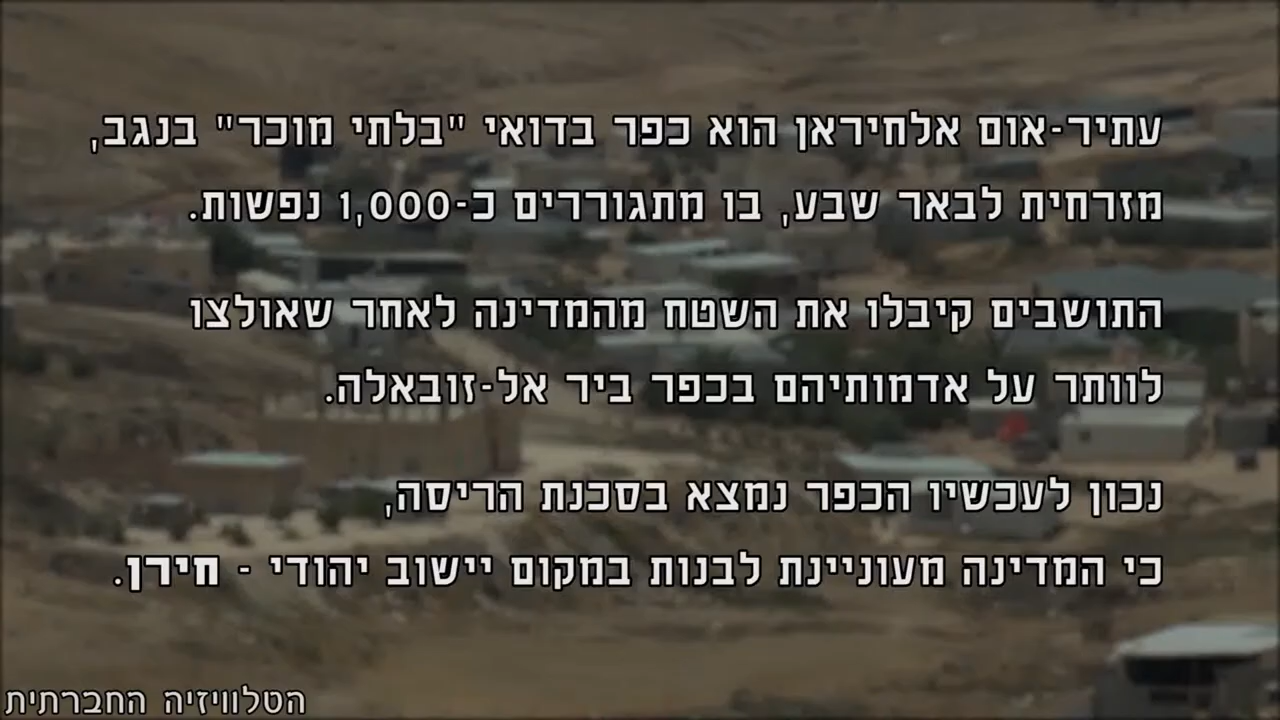 עתיר-אום אלחיראן הוא כפר בדואי "בלתי מוכר" בנגב,
מזרחית לבאר שבע, בו מתגוררים כ-1,000 נפשות.
התושבים קיבלו את השטח מהמדינה לאחר שאולצו
לוותר על אדמותיהם בכפר ביר אל-זובאלה.
נכון לעכשיו הכפר נמצא בסכנת הריסה,
כי המדינה מעוניינת לבנות במקום יישוב יהודי - חירן.
הטלוויזיה החברתית